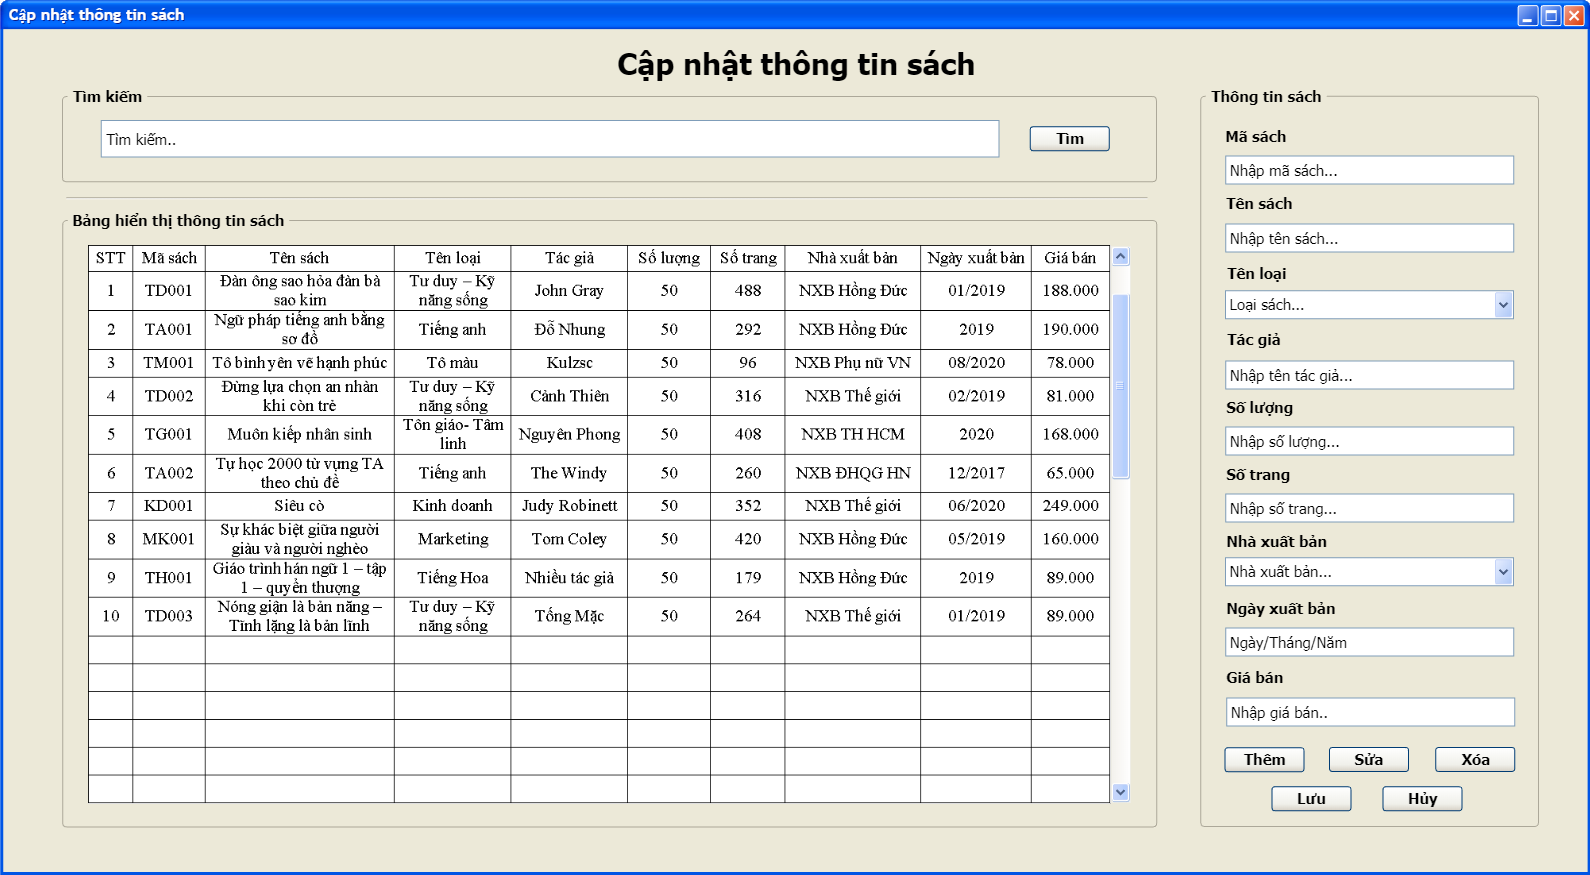 Cập nhật thông tin sách
Cập nhật thông tin sách
Tìm kiếm
Tìm kiếm..
Tìm
Bảng hiển thị thông tin sách
STT Mã sách Tên sách Tên loại Tác giả Số lượng Số trang Nhà xuất bản Ngày xuất bản Giá bán
1 TD001 Đàn ông sao hỏa đàn bà sao kim Tư duy – Kỹ năng sống John Gray 50 488 NXB Hồng Đức 01/2019 188.000
2 TA001 Ngữ pháp tiếng anh bằng sơ đồ Tiếng anh Đỗ Nhung 50 292 NXB Hồng Đức 2019 190.000
3 TM001 Tô bình yên vẽ hạnh phúc Tô màu Kulzsc 50 96 NXB Phụ nữ VN 08/2020 78.000
4 TD002 Đừng lựa chọn an nhàn khi còn trẻ Tư duy – Kỹ năng sống Cảnh Thiên 50 316 NXB Thế giới 02/2019 81.000
5 TG001 Muôn kiếp nhân sinh Tôn giáo- Tâm linh Nguyên Phong 50 408 NXB TH HCM 2020 168.000
6 TA002 Tự học 2000 từ vựng TA theo chủ đề Tiếng anh The Windy 50 260 NXB ĐHQG HN 12/2017 65.000
7 KD001 Siêu cò Kinh doanh Judy Robinett 50 352 NXB Thế giới 06/2020 249.000
8 MK001 Sự khác biệt giữa người giàu và người nghèo Marketing Tom Coley 50 420 NXB Hồng Đức 05/2019 160.000
9 TH001 Giáo trình hán ngữ 1 – tập 1 – quyển thượng Tiếng Hoa Nhiều tác giả 50 179 NXB Hồng Đức 2019 89.000
10 TD003 Nóng giận là bản năng – Tĩnh lặng là bản lĩnh Tư duy – Kỹ năng sống Tống Mặc 50 264 NXB Thế giới 01/2019 89.000
Thông tin sách
Mã sách
Nhập mã sách...
Tên sách
Nhập tên sách...
Tên loại
Loại sách...
Tác giả
Nhập tên tác giả...
Số lượng
Nhập số lượng...
Số trang
Nhập số trang...
Nhà xuất bản
Nhà xuất bản...
Ngày xuất bản
Ngày/Tháng/Năm
Giá bán
Nhập giá bán..
Thêm Sửa Xóa
Lưu Hủy